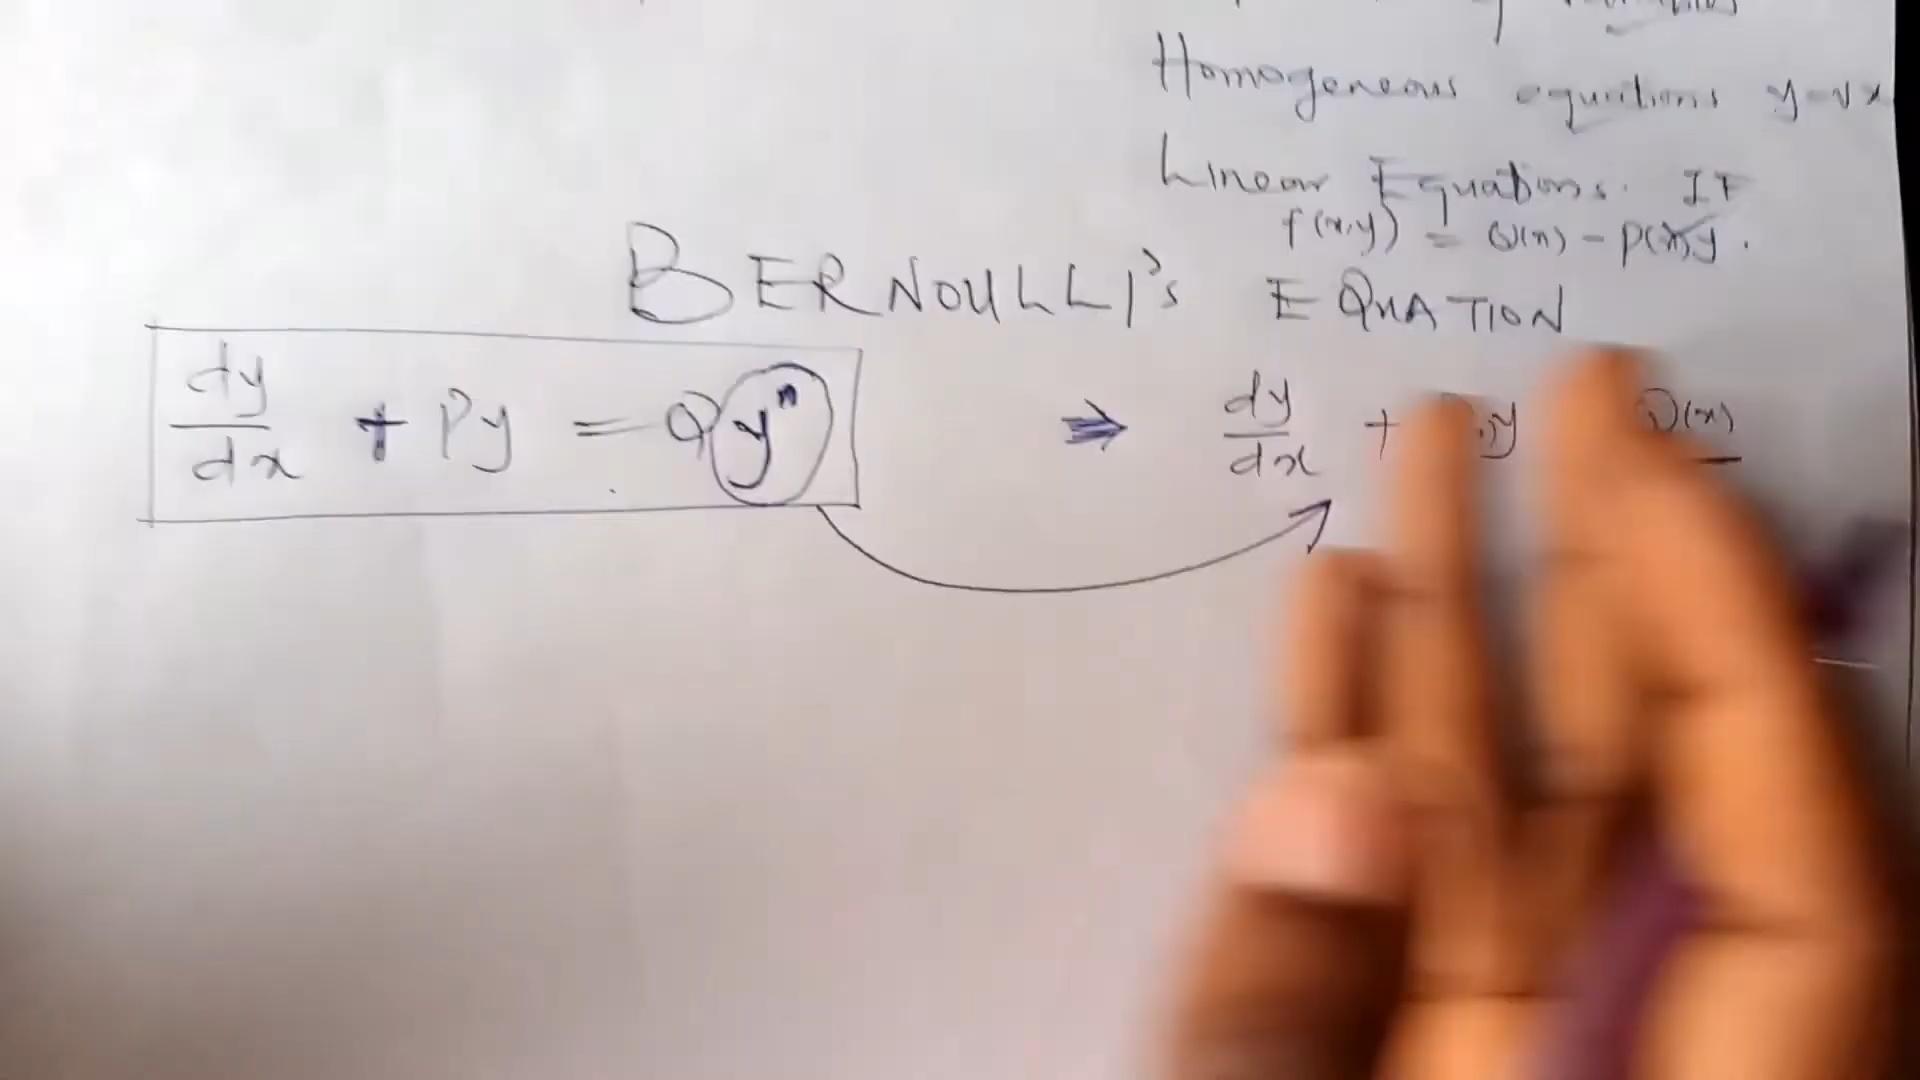 Homogeneous equations y=vx
Linear Equations. IF
f(x,y) = Q(x) - P(x)y.
BERNOULLI's EQUATION
dy/dx + Py = Qy^n ⇒ dy/dx + y Q(x)